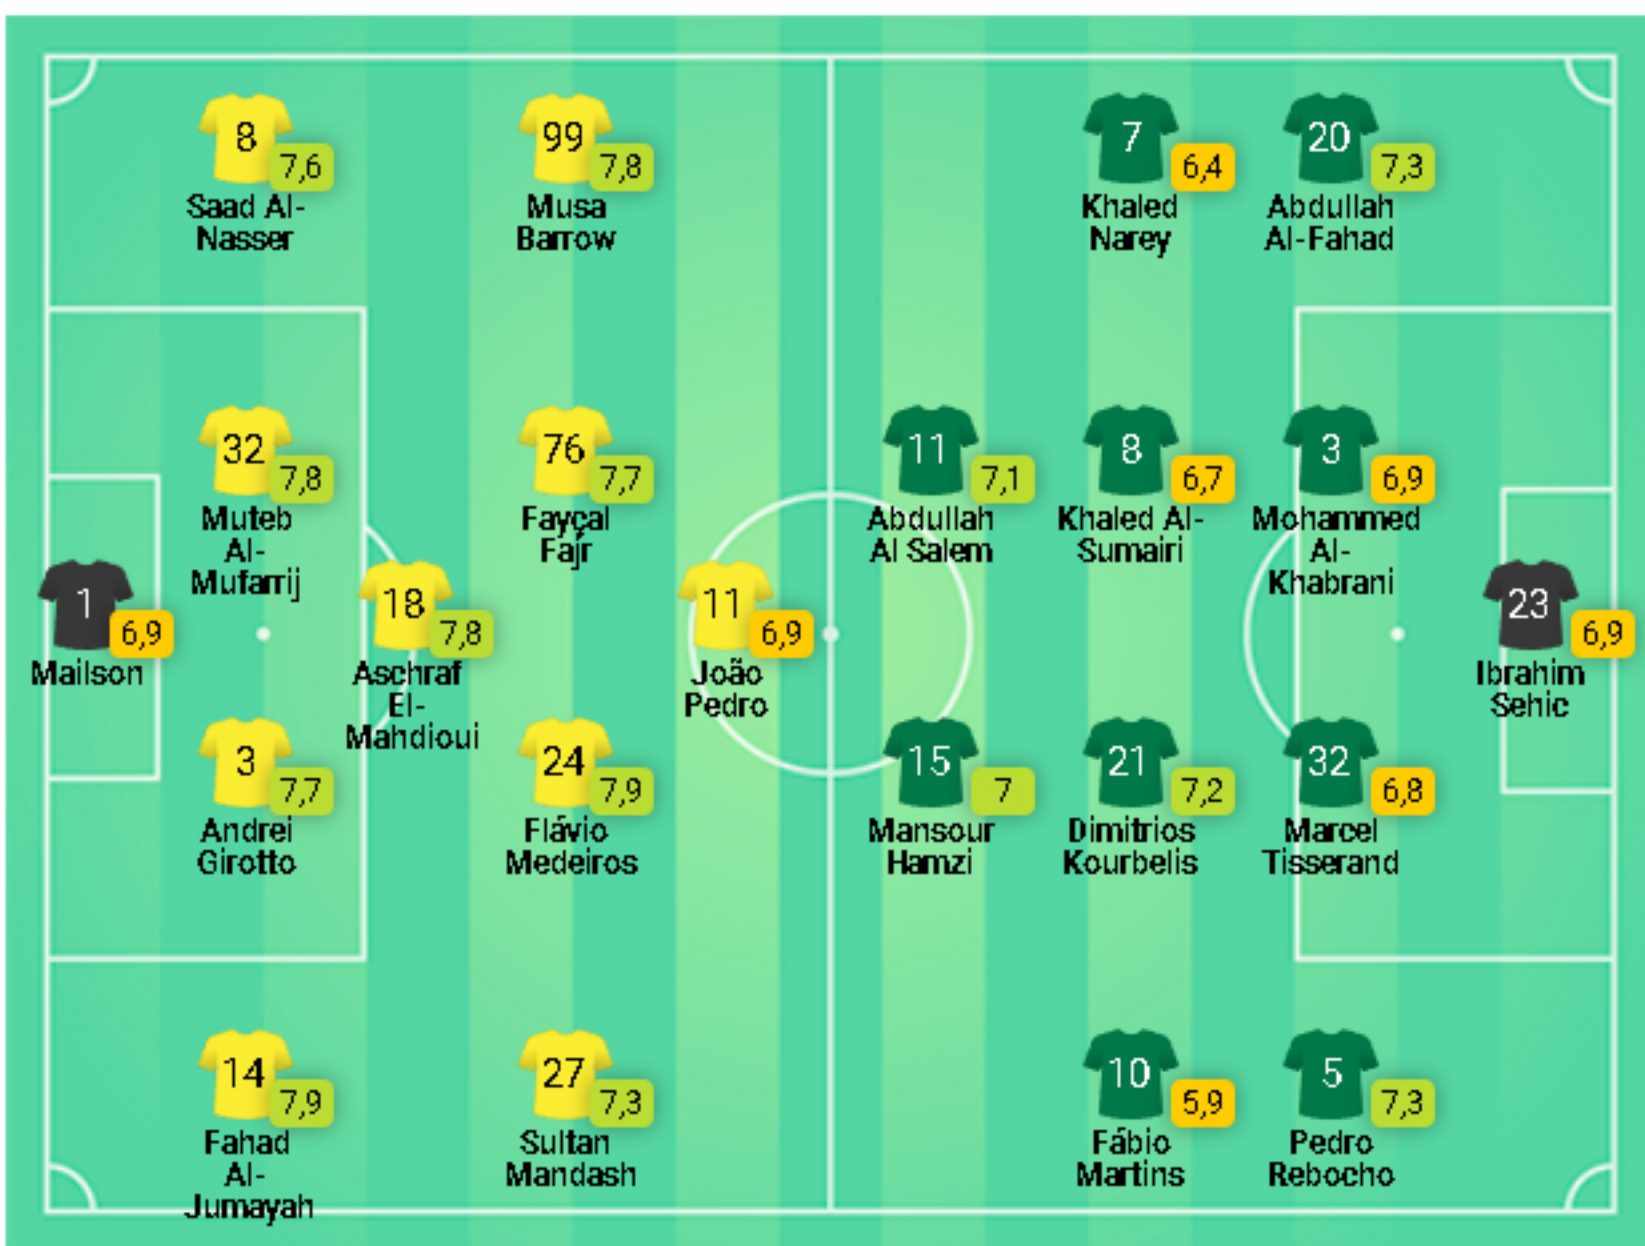 8
7,6
Saad Al-
Nasser
99
7,8
Musa
Barrow
7
6,4
Khaled
Narey
20
7,3
Abdullah
Al-Fahad
32
7,8
Muteb
Al-
Mufarrij
76
7,7
Fayçal
Fajr
11
7,1
Abdullah
Al Salem
8
6,7
Khaled Al-
Sumairi
3
6,9
Mohammed
Al-
Khabrani
1
6,9
Mailson
18
7,8
Aschraf
El-
Mahdioui
11
6,9
João
Pedro
23
6,9
Ibrahim
Sehic
3
7,7
Andrei
Girotto
24
7,9
Flávio
Medeiros
15
7
Mansour
Hamzi
21
7,2
Dimitrios
Kourbelis
32
6,8
Marcel
Tisserand
14
7,9
Fahad
Al-
Jumayah
27
7,3
Sultan
Mandash
10
5,9
Fábio
Martins
5
7,3
Pedro
Rebocho